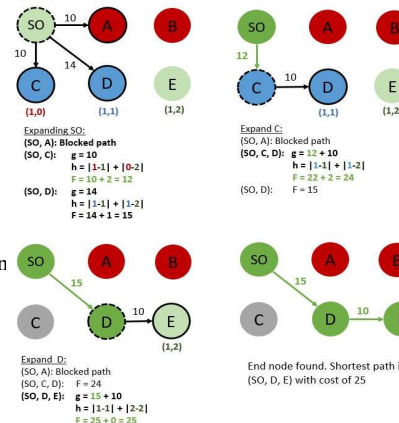 SO
10
A
B
10
14
C
D
E
(1,0)
(1,1)
(1,2)
Expanding SO:
(SO, A): Blocked path
(SO, C): g = 10
h = |1-1| + |0-2|
F = 10 + 2 = 12
(SO, D): g = 14
h = |1-1| + |1-2|
F = 14 + 1 = 15
SO
A
B
12
C
10
D
E
(1,1)
(1,2
Expand C:
(SO, A): Blocked path
(SO, C, D): g = 12 + 10
h = |1-1| + |1-2|
F = 22 + 2 = 24
(SO, D): F = 15
n
SO
A
B
15
C
D
10
E
(1,2)
Expand D:
(SO, A): Blocked path
(SO, C, D): F = 24
(SO, D, E): g = 15 + 10
h = |1-1| + |2-2|
F = 25 + 0 = 25
SO
A
E
15
C
D
10
End node found. Shortest path i
(SO, D, E) with cost of 25